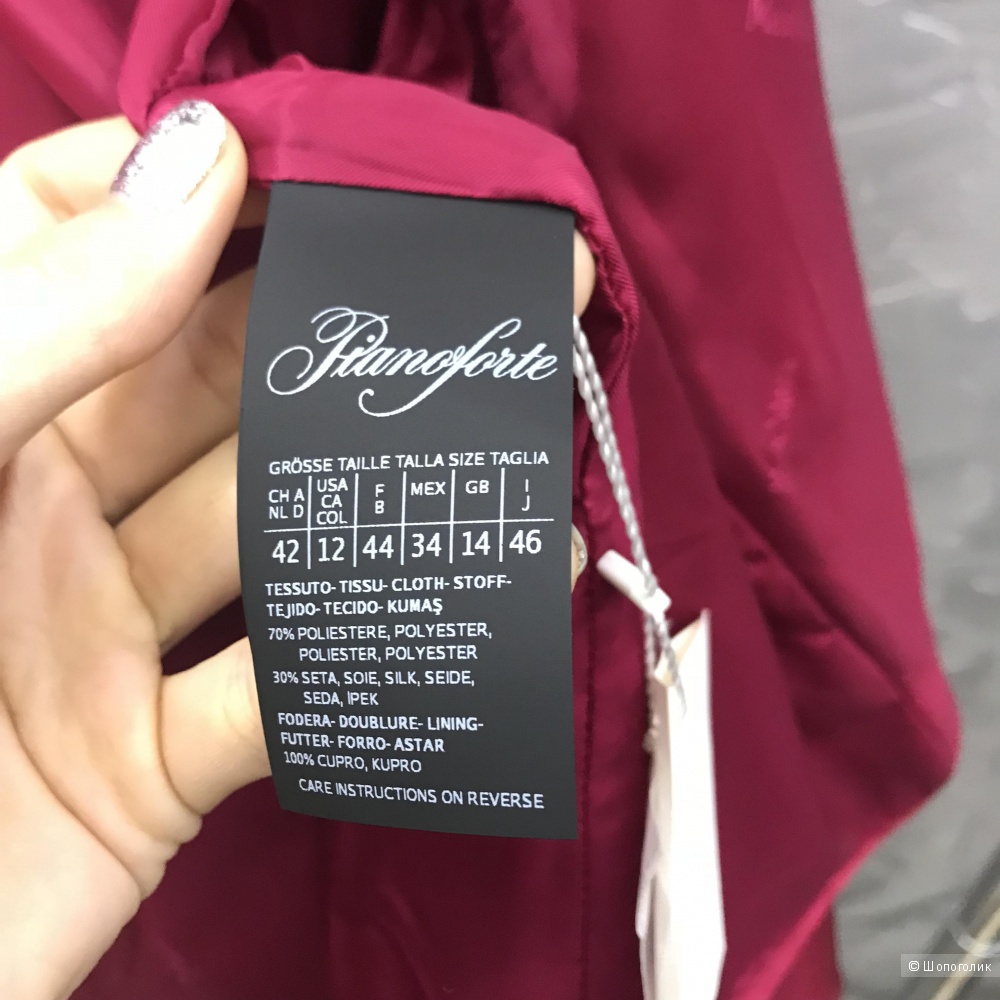 Pianoforte
GRÖSSE TAILLE TALLA SIZE TAGLIA
CH A NL D | USA CA COL | F B | MEX | GB | I J
42 | 12 | 44 | 34 | 14 | 46
TESSUTO- TISSU- CLOTH- STOFF-
TEJIDO- TECIDO- KUMAŞ
70% POLIESTERE, POLYESTER,
POLIESTER, POLYESTER
30% SETA, SOIE, SILK, SEIDE,
SEDA, IPEK
FODERA- DOUBLURE- LINING-
FUTTER- FORRO- ASTAR
100% CUPRO, KUPRO
CARE INSTRUCTIONS ON REVERSE
© Шопоголик